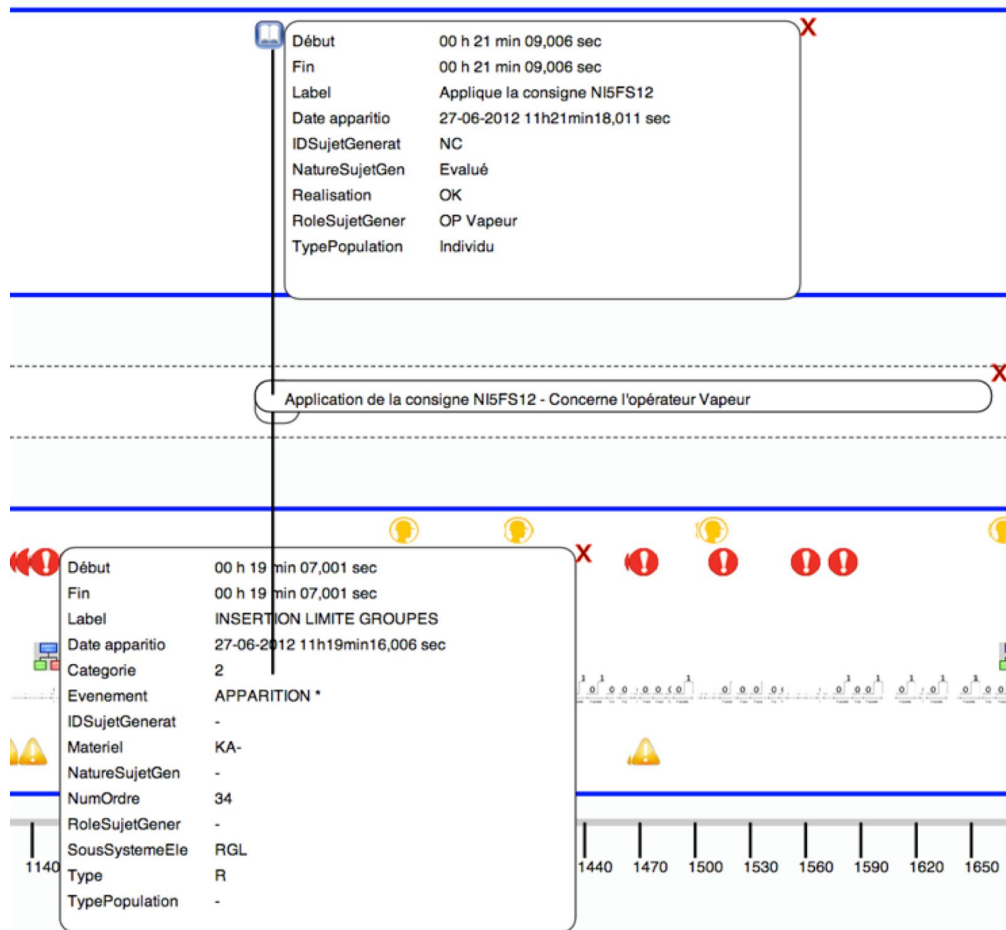 X
Début 00 h 21 min 09,006 sec
Fin 00 h 21 min 09,006 sec
Label Applique la consigne NI5FS12
Date apparitio 27-06-2012 11h21min18,011 sec
IDSujetGenerat NC
NatureSujetGen Evalué
Realisation OK
RoleSujetGener OP Vapeur
TypePopulation Individu
X
Application de la consigne NI5FS12 - Concerne l'opérateur Vapeur
X
Début 00 h 19 min 07,001 sec
Fin 00 h 19 min 07,001 sec
Label INSERTION LIMITE GROUPES
Date apparitio 27-06-2012 11h19min16,006 sec
Categorie 2
Evenement APPARITION *
IDSujetGenerat -
Materiel KA-
NatureSujetGen -
NumOrdre 34
RoleSujetGener -
SousSystemeEle RGL
Type R
TypePopulation -
1140 1440 1470 1500 1530 1560 1590 1620 1650